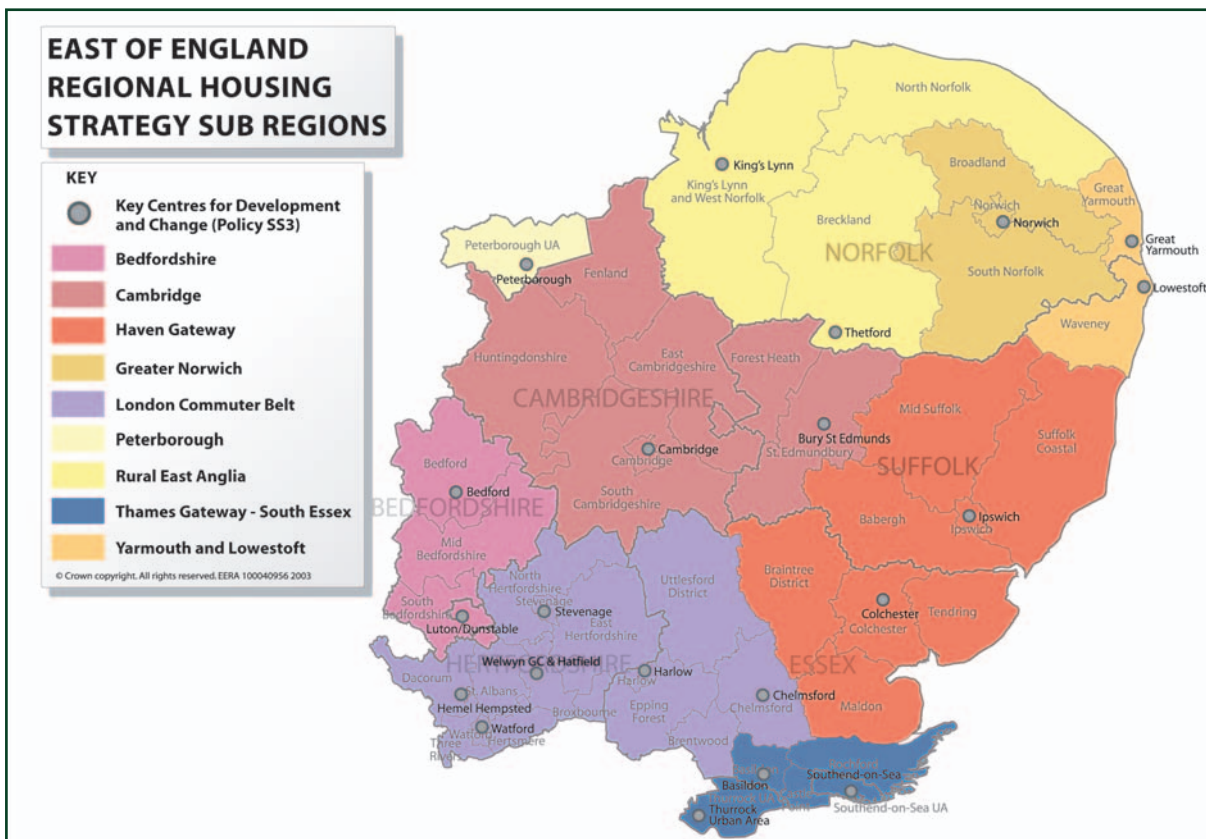 EAST OF ENGLAND
REGIONAL HOUSING
STRATEGY SUB REGIONS
KEY
Key Centres for Development
and Change (Policy SS3)
Bedfordshire
Cambridge
Haven Gateway
Greater Norwich
London Commuter Belt
Peterborough
Rural East Anglia
Thames Gateway - South Essex
Yarmouth and Lowestoft
© Crown copyright. All rights reserved. EERA 100040956 2003
North Norfolk
King's Lynn
King's Lynn
and West Norfolk
Broadland
Great
Yarmouth
Breckland
Norwich
Norwich
NORFOLK
Great
Yarmouth
South Norfolk
Lowestoft
Peterborough UA
Peterborough
Fenland
Waveney
Thetford
Huntingdonshire
East
Cambridgeshire
Forest Heath
CAMBRIDGESHIRE
Mid Suffolk
Bury St Edmunds
St. Edmundbury
Suffolk
Coastal
Cambridge
Cambridge
SUFFOLK
Bedford
Bedford
BEDFORDSHIRE
South
Cambridgeshire
Ipswich
Ipswich
Babergh
Mid
Bedfordshire
Braintree
District
Uttlesford
District
North
Hertfordshire
Stevenage
Stevenage
South
Bedfordshire
Luton/Dunstable
Colchester
Colchester
Tendring
East
Hertfordshire
HERTFORDSHIRE
Welwyn GC & Hatfield
ESSEX
Harlow
Harlow
Dacorum
St. Albans
Hemel Hempsted
Chelmsford
Chelmsford
Maldon
Broxbourne
Epping
Forest
Watford
Watford
Hertsmere
Three
Rivers
Brentwood
Basildon
Southend-on-Sea
Southend-on-Sea UA
Thurrock
Urban Area